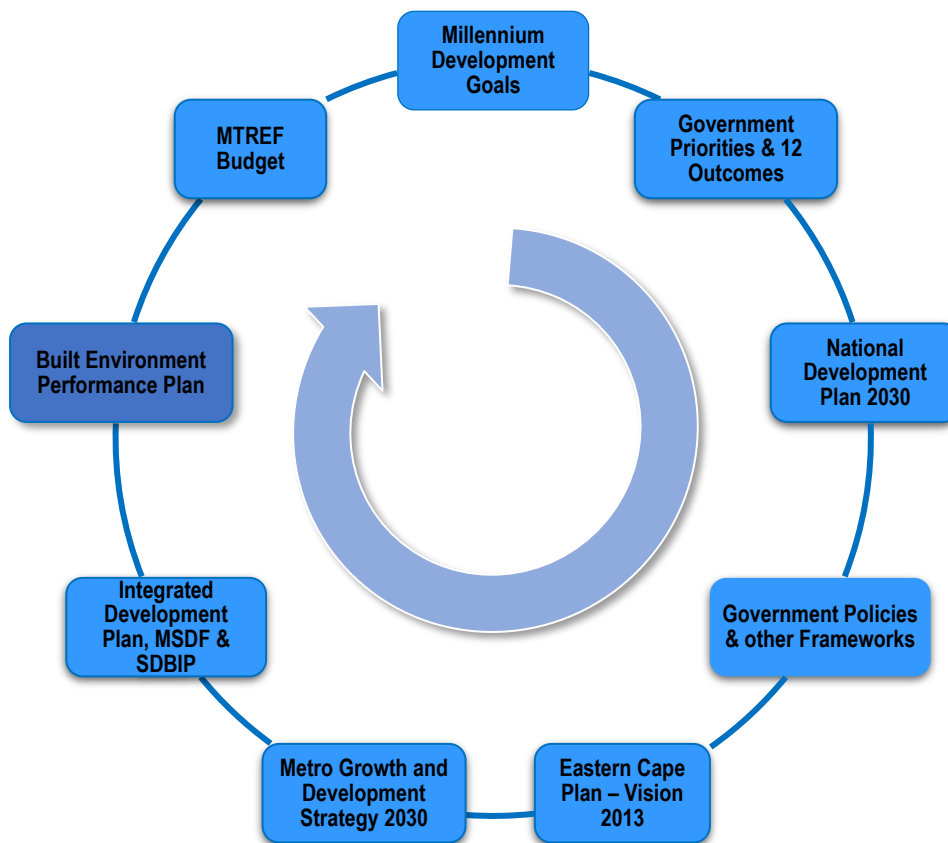 Millennium
Development
Goals
Government
Priorities & 12
Outcomes
National
Development
Plan 2030
Government Policies
& other Frameworks
Eastern Cape
Plan – Vision
2013
Metro Growth and
Development
Strategy 2030
Integrated
Development
Plan, MSDF &
SDBIP
Built Environment
Performance Plan
MTREF
Budget